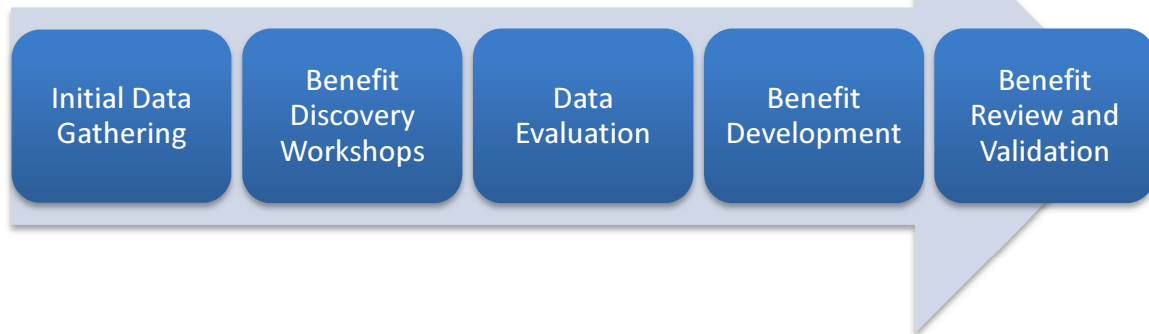 Initial Data
Gathering
Benefit
Discovery
Workshops
Data
Evaluation
Benefit
Development
Benefit
Review and
Validation